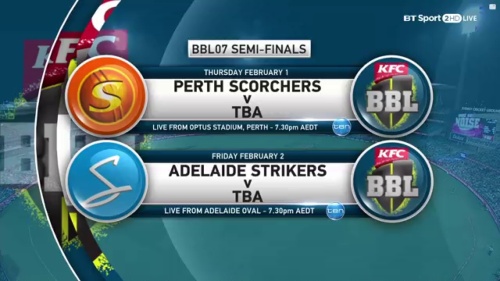 BT Sport 2HD LIVE
KFC
BBL07 SEMI-FINALS
THURSDAY FEBRUARY 1
PERTH SCORCHERS
V
TBA
LIVE FROM OPTUS STADIUM, PERTH - 7.30pm AEDT
S
KFC
BBL
FRIDAY FEBRUARY 2
ADELAIDE STRIKERS
V
TBA
LIVE FROM ADELAIDE OVAL - 7.30pm AEDT
S
KFC
BBL